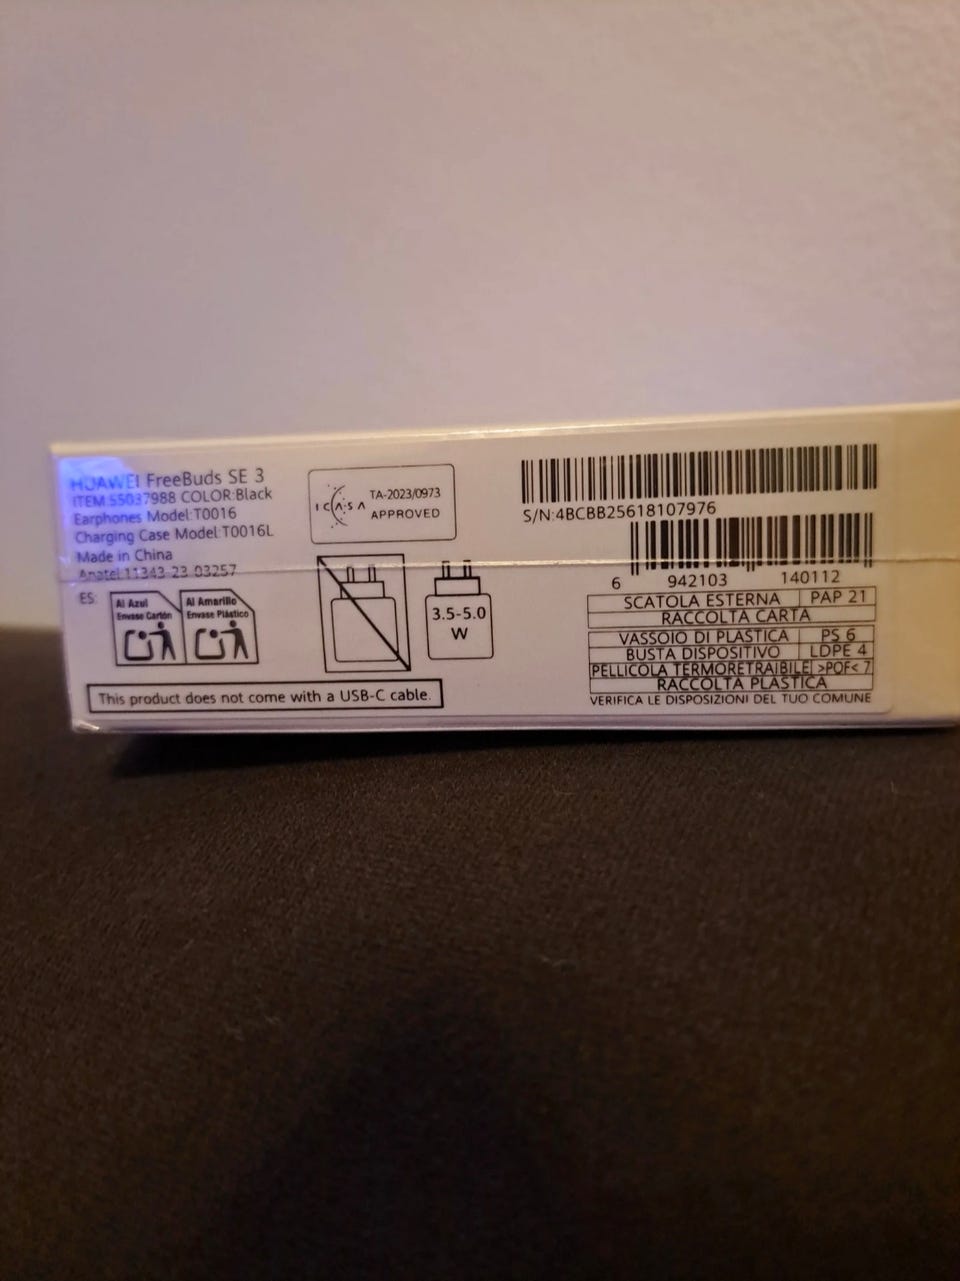 HUAWEI FreeBuds SE 3
ITEM:55037988 COLOR:Black
Earphones Model:T0016
Charging Case Model:T0016L
Made in China
Anatel:11343-23-03257
ES:
Al Azul
Envase Cartón
Al Amarillo
Envase Plástico
This product does not come with a USB-C cable.
ICASA
TA-2023/0973
APPROVED
3.5-5.0
W
S/N:4BCBB25618107976
6 942103 140112
SCATOLA ESTERNA PAP 21
RACCOLTA CARTA
VASSOIO DI PLASTICA PS 6
BUSTA DISPOSITIVO LDPE 4
PELLICOLA TERMORETRAIBILE >POF< 7
RACCOLTA PLASTICA
VERIFICA LE DISPOSIZIONI DEL TUO COMUNE